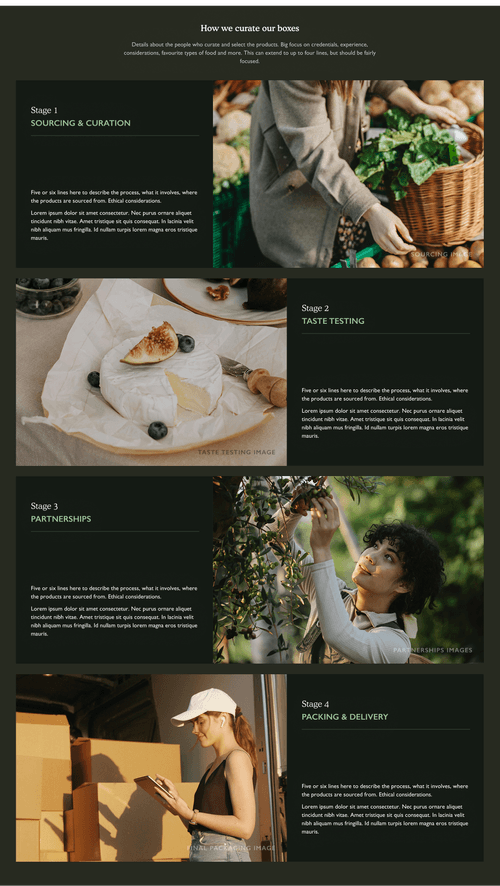 How we curate our boxes
Details about the people who curate and select the products. Big focus on credentials, experience,
considerations, favourite types of food and more. This can extend to up to four lines, but should be fairly
focused.
Stage 1
SOURCING & CURATION
Five or six lines here to describe the process, what it involves, where
the products are sourced from. Ethical considerations.
Lorem ipsum dolor sit amet consectetur. Nec purus ornare aliquet
tincidunt nibh vitae. Amet tristique sit quis consequat. In lacinia velit
nibh aliquam mus fringilla. Id nullam turpis lorem magna eros tristique
mauris.
SOURCING IMAGE
Stage 2
TASTE TESTING
Five or six lines here to describe the process, what it involves, where
the products are sourced from. Ethical considerations.
Lorem ipsum dolor sit amet consectetur. Nec purus ornare aliquet
tincidunt nibh vitae. Amet tristique sit quis consequat. In lacinia velit
nibh aliquam mus fringilla. Id nullam turpis lorem magna eros tristique
mauris.
TASTE TESTING IMAGE
Stage 3
PARTNERSHIPS
Five or six lines here to describe the process, what it involves, where
the products are sourced from. Ethical considerations.
Lorem ipsum dolor sit amet consectetur. Nec purus ornare aliquet
tincidunt nibh vitae. Amet tristique sit quis consequat. In lacinia velit
nibh aliquam mus fringilla. Id nullam turpis lorem magna eros tristique
mauris.
PARTNERSHIPS IMAGES
Stage 4
PACKING & DELIVERY
Five or six lines here to describe the process, what it involves, where
the products are sourced from. Ethical considerations.
Lorem ipsum dolor sit amet consectetur. Nec purus ornare aliquet
tincidunt nibh vitae. Amet tristique sit quis consequat. In lacinia velit
nibh aliquam mus fringilla. Id nullam turpis lorem magna eros tristique
mauris.
FINAL PACKAGING IMAGE